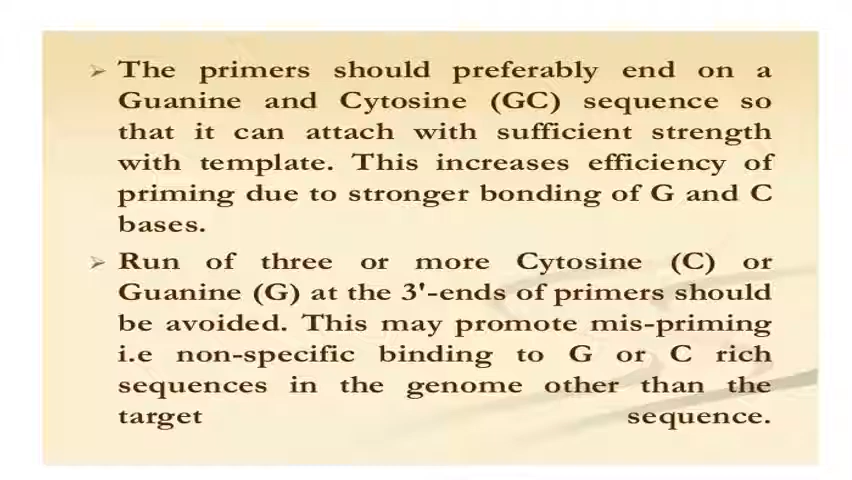 ➢ The primers should preferably end on a
Guanine and Cytosine (GC) sequence so
that it can attach with sufficient strength
with template. This increases efficiency of
priming due to stronger bonding of G and C
bases.
➢ Run of three or more Cytosine (C) or
Guanine (G) at the 3'-ends of primers should
be avoided. This may promote mis-priming
i.e non-specific binding to G or C rich
sequences in the genome other than the
target sequence.